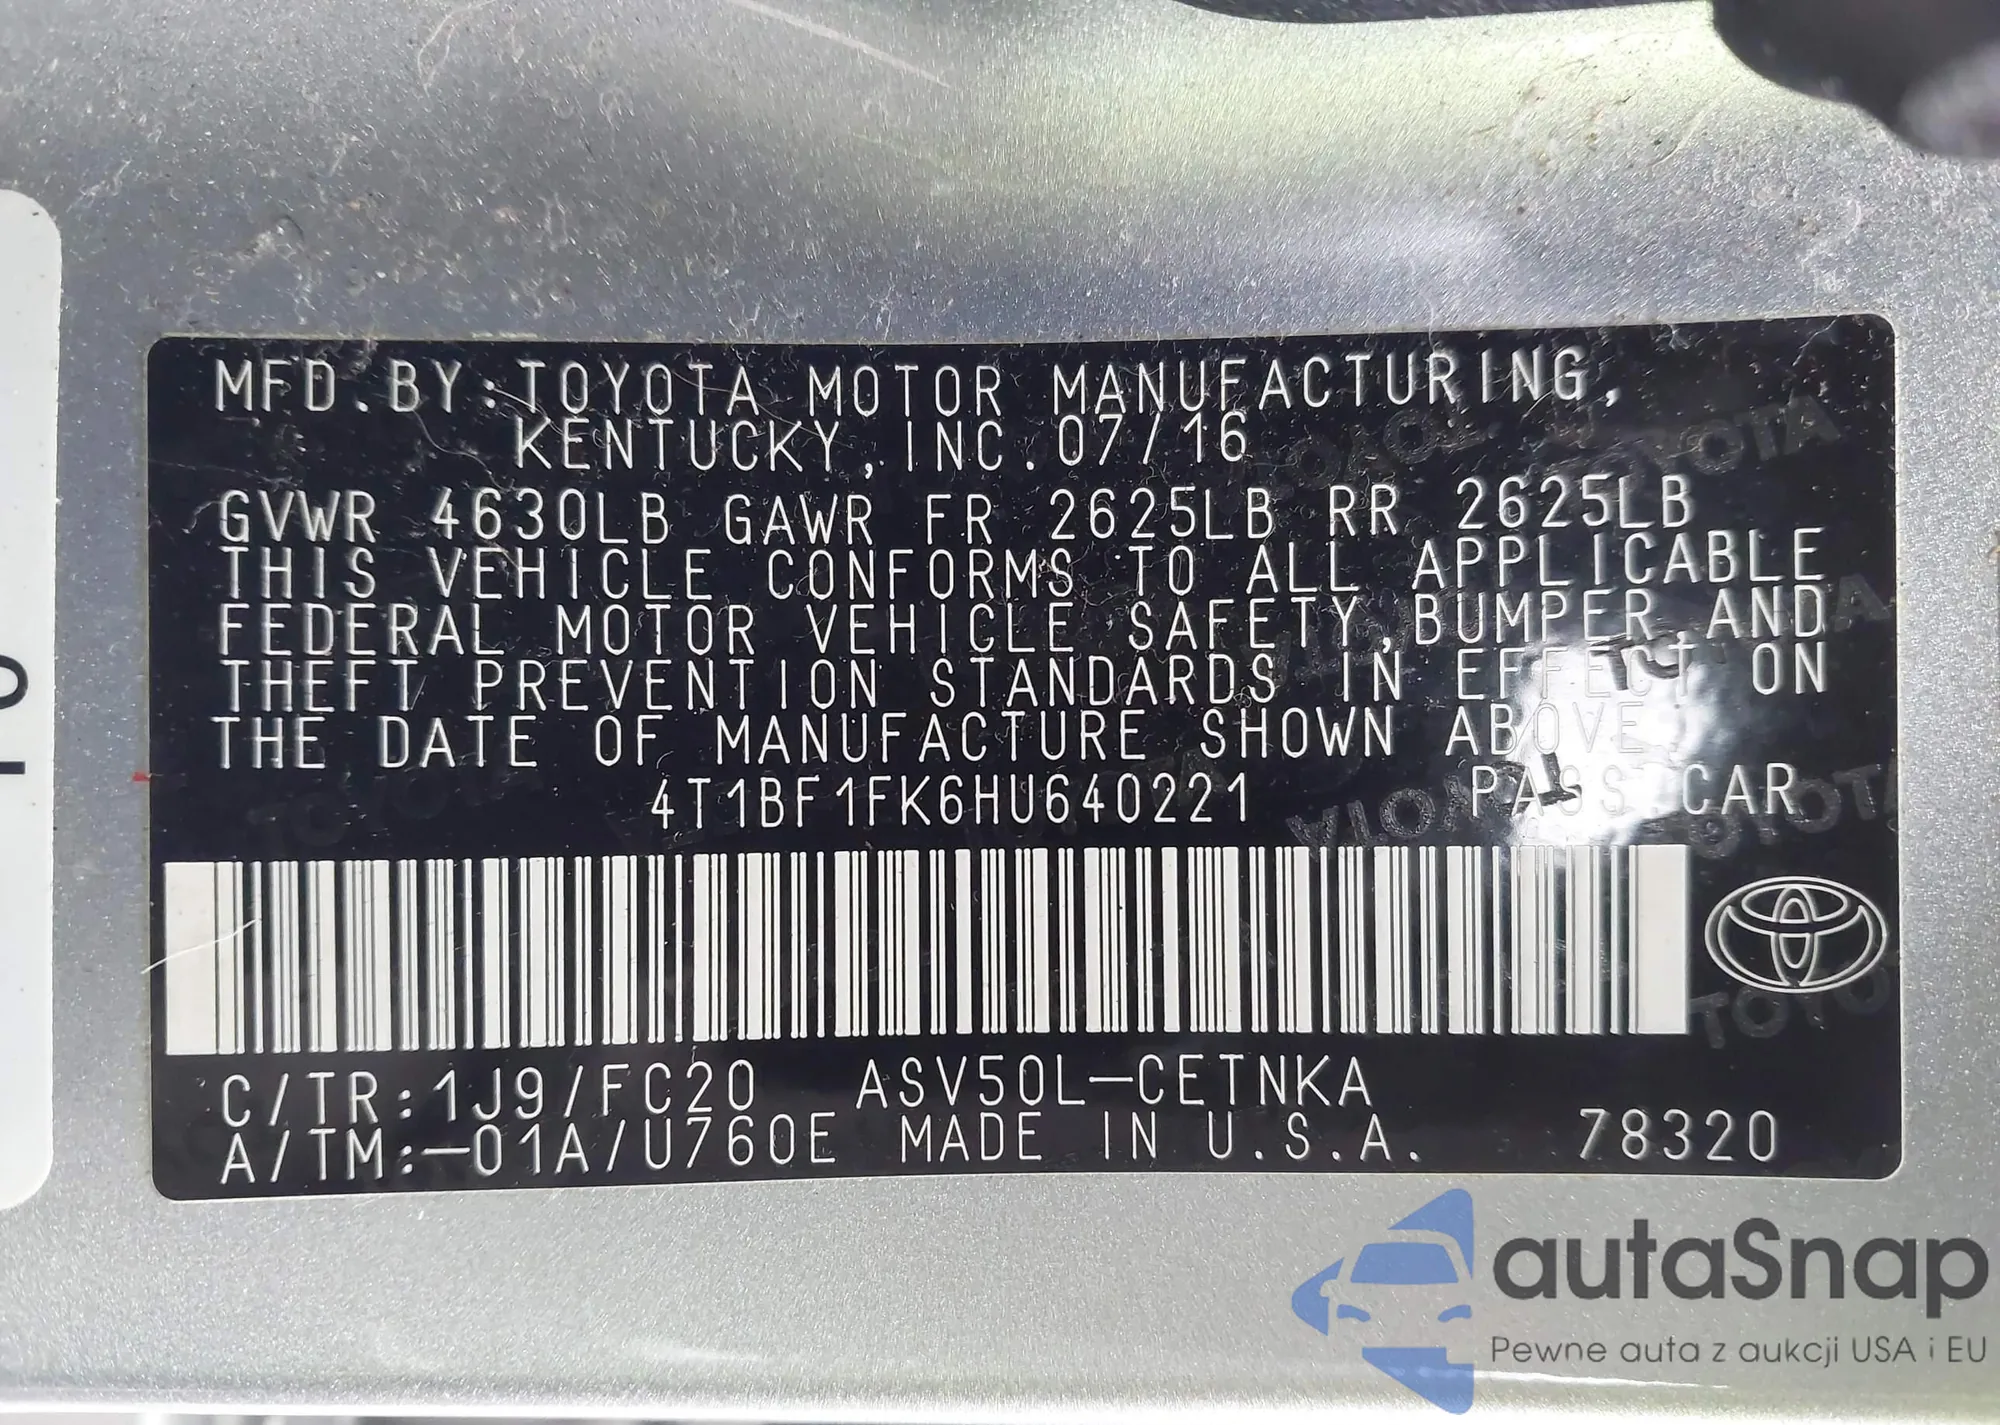 MFD.BY:TOYOTA MOTOR MANUFACTURING,
KENTUCKY,INC.07/16
GVWR 4630LB GAWR FR 2625LB RR 2625LB
THIS VEHICLE CONFORMS TO ALL APPLICABLE
FEDERAL MOTOR VEHICLE SAFETY,BUMPER,AND
THEFT PREVENTION STANDARDS IN EFFECT ON
THE DATE OF MANUFACTURE SHOWN ABOVE.
4T1BF1FK6HU640221 PASS.CAR
C/TR:1J9/FC20 ASV50L-CETNKA
A/TM:-01A/U760E MADE IN U.S.A. 78320
autaSnap
Pewne auta z aukcji USA i EU